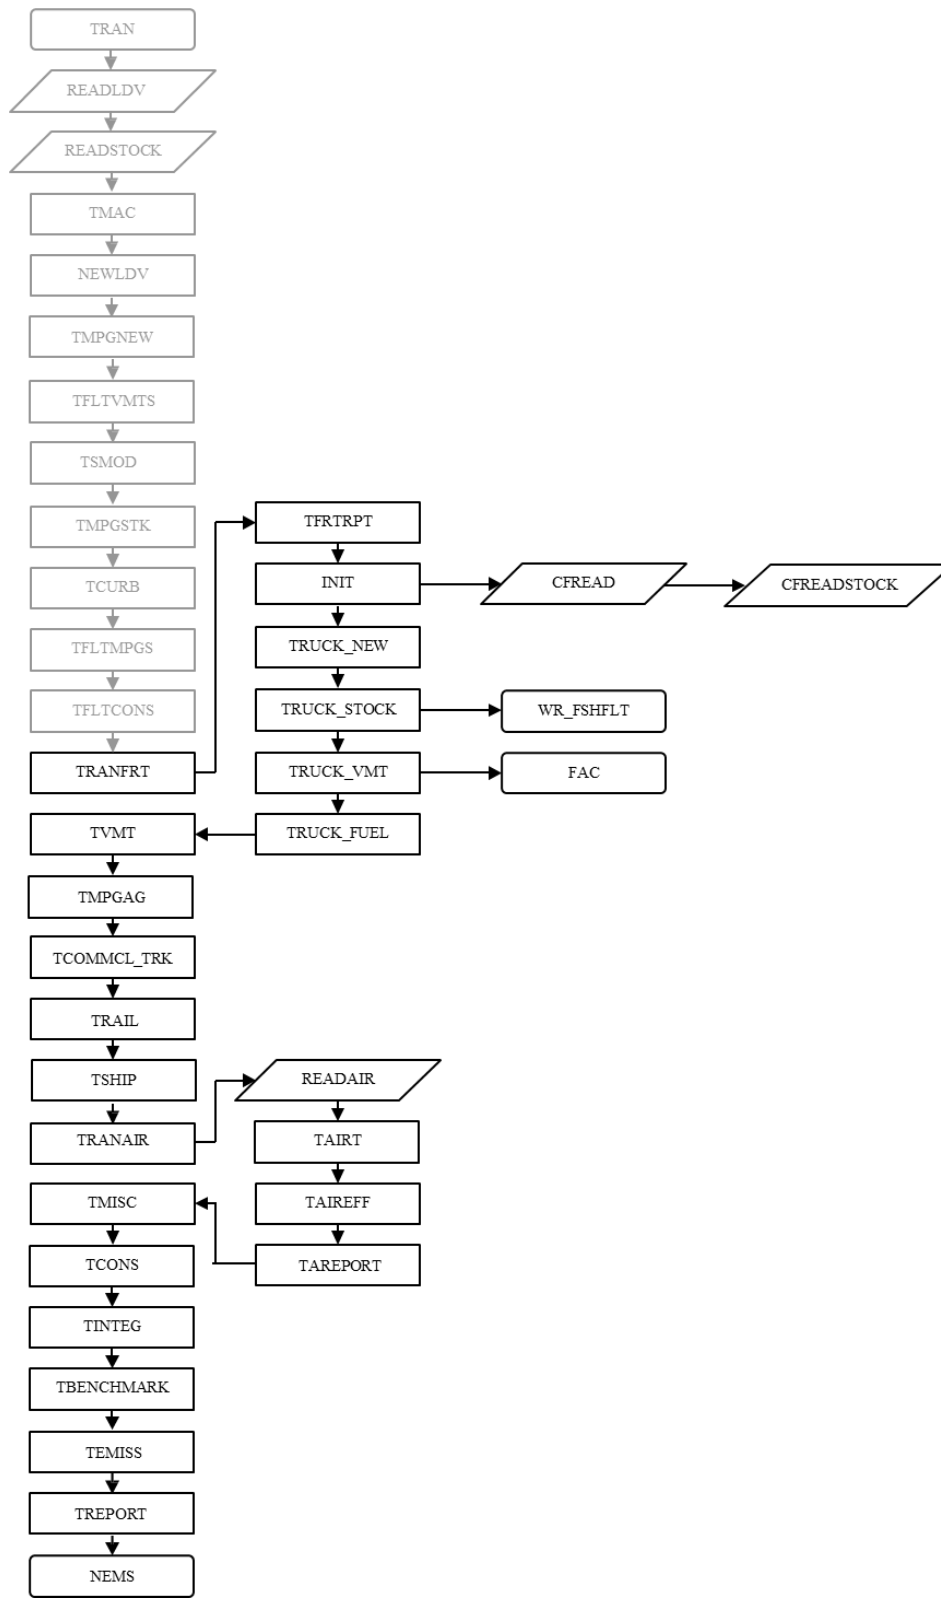 TRAN
READLDV
READSTOCK
TMAC
NEWLDV
TMPGNEW
TFLTVMTS
TSMOD
TMPGSTK
TCURB
TFLTMPGS
TFLTCONS
TRANFRT
TFRTRPT
INIT
CFREAD
CFREADSTOCK
TRUCK_NEW
TRUCK_STOCK
WR_FSHFLT
TRUCK_VMT
FAC
TRUCK_FUEL
TVMT
TMPGAG
TCOMMCL_TRK
TRAIL
TSHIP
TRANAIR
READAIR
TAIRT
TAIREFF
TAREPORT
TMISC
TCONS
TINTEG
TBENCHMARK
TEMISS
TREPORT
NEMS